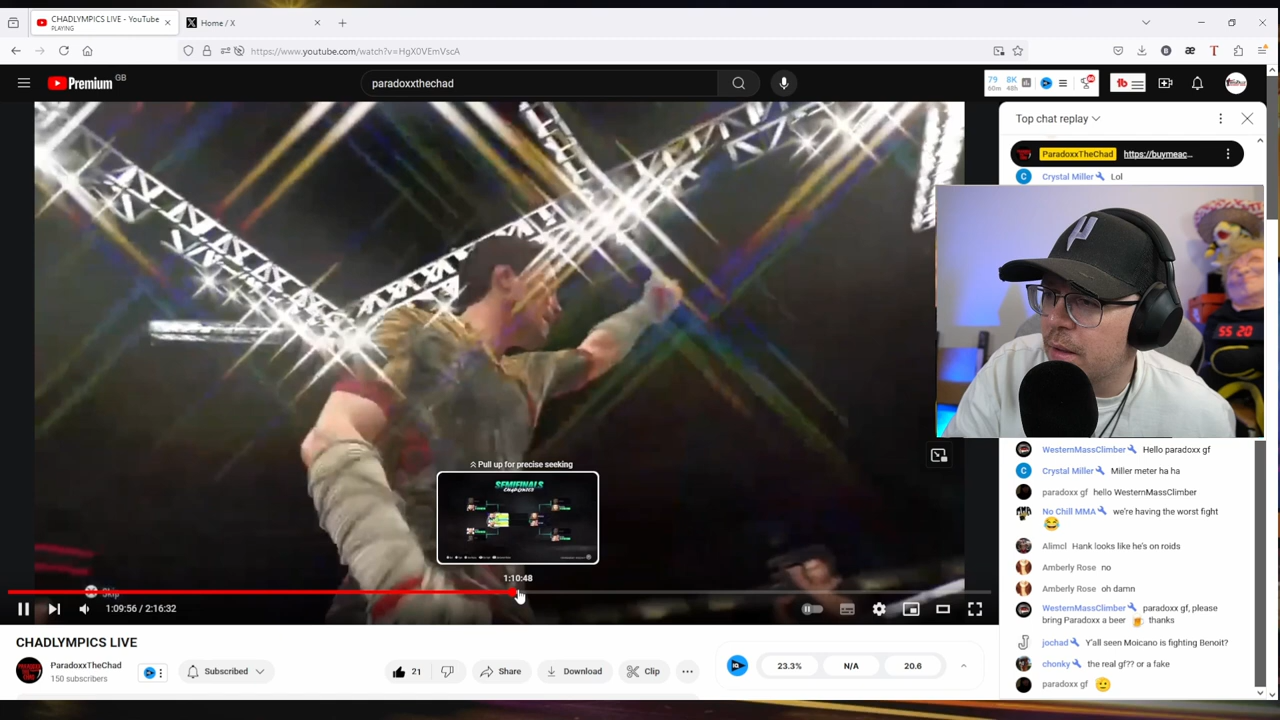 CHADLYMPICS LIVE - YouTube
PLAYING
Home / X
https://www.youtube.com/watch?v=HgX0VEmVscA
Premium GB
paradoxxthechad
79 8K
60m 48h
Top chat replay
ParadoxxTheChad https://buymeac...
Crystal Miller Lol
55 20
WesternMassClimber Hello paradoxx gf
Crystal Miller Miller meter ha ha
paradoxx gf hello WesternMassClimber
No Chill MMA we're having the worst fight
Alimcl Hank looks like he's on roids
Amberly Rose no
Amberly Rose oh damn
WesternMassClimber paradoxx gf, please
bring Paradoxx a beer thanks
jochad Y'all seen Moicano is fighting Benoit?
chonky the real gf?? or a fake
paradoxx gf
Pull up for precise seeking
SEMIFINALS
1:10:48
Skip
1:09:56 / 2:16:32
CHADLYMPICS LIVE
ParadoxxTheChad
150 subscribers
Subscribed
21
Share
Download
Clip
23.3%
N/A
20.6